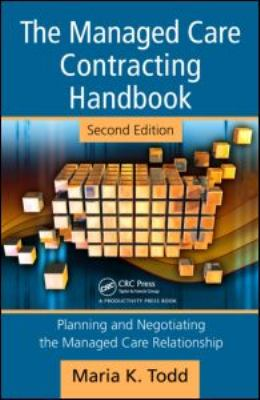 The Managed Care
Contracting
Handbook
Second Edition
CRC
CRC Press
Taylor & Francis Group
A PRODUCTIVITY PRESS BOOK
Planning and Negotiating
the Managed Care Relationship
Maria K. Todd